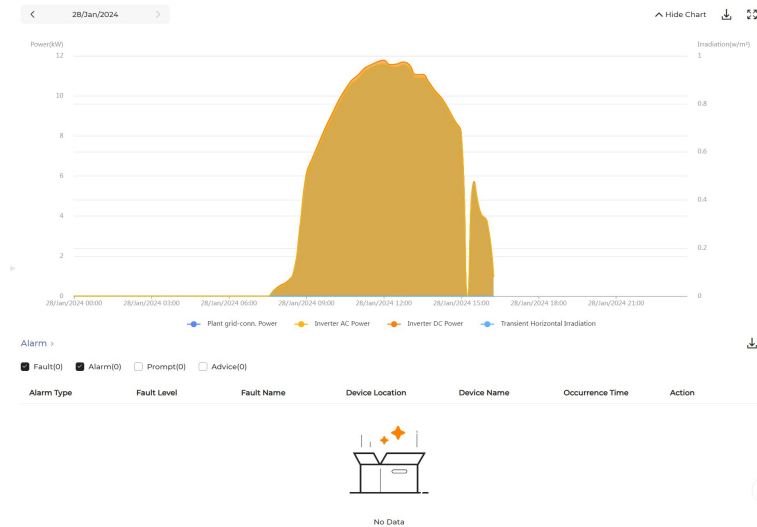 28/Jan/2024
Hide Chart
Power(kW)
Irradiation(w/m²)
12
10
8
6
4
2
0
1
0.8
0.6
0.4
0.2
0
28/Jan/2024 00:00
28/Jan/2024 03:00
28/Jan/2024 06:00
28/Jan/2024 09:00
28/Jan/2024 12:00
28/Jan/2024 15:00
28/Jan/2024 18:00
28/Jan/2024 21:00
Plant grid-conn. Power
Inverter AC Power
Inverter DC Power
Transient Horizontal Irradiation
Alarm
Fault(0)
Alarm(0)
Prompt(0)
Advice(0)
Alarm Type
Fault Level
Fault Name
Device Location
Device Name
Occurrence Time
Action
No Data